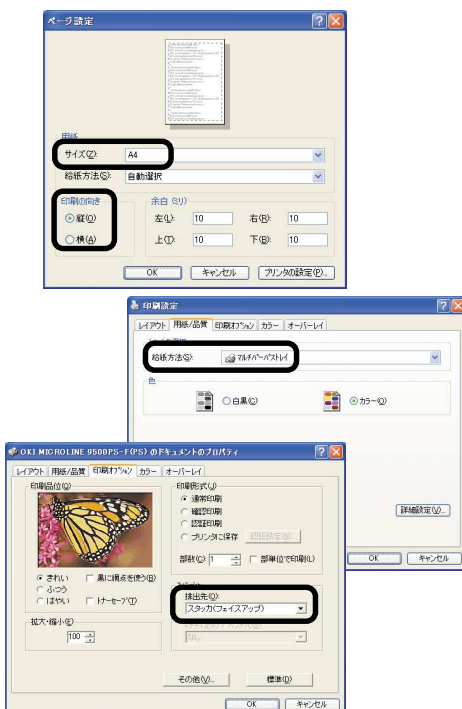 ページ設定
用紙
サイズ(Z): A4
給紙方法(S): 自動選択
印刷の向き
縦(O)
横(A)
余白 (ミリ)
左(L): 10 右(R): 10
上(T): 10 下(B): 10
OK キャンセル プリンタの設定(P)...
印刷設定
レイアウト 用紙/品質 印刷オプション カラー オーバーレイ
給紙方法(S): マルチパーパストレイ
色
白黒(O) カラー(O)
詳細設定(V)...
OK キャンセル
OKI MICROLINE 9500PS-F(PS) のドキュメントのプロパティ
レイアウト 用紙/品質 印刷オプション カラー オーバーレイ
印刷品位(Q)
きれい 黒に網点を使う(B)
ふつう
はやい トナーセーブ(T)
拡大・縮小(E)
100
印刷形式(J)
通常印刷
確認印刷
認証印刷
プリンタに保存 認証設定(N)...
部数(C): 1 部単位で印刷(L)
排出先(O):
スタッカ(フェイスアップ)
なし
その他(V)... 標準(D)
OK キャンセル